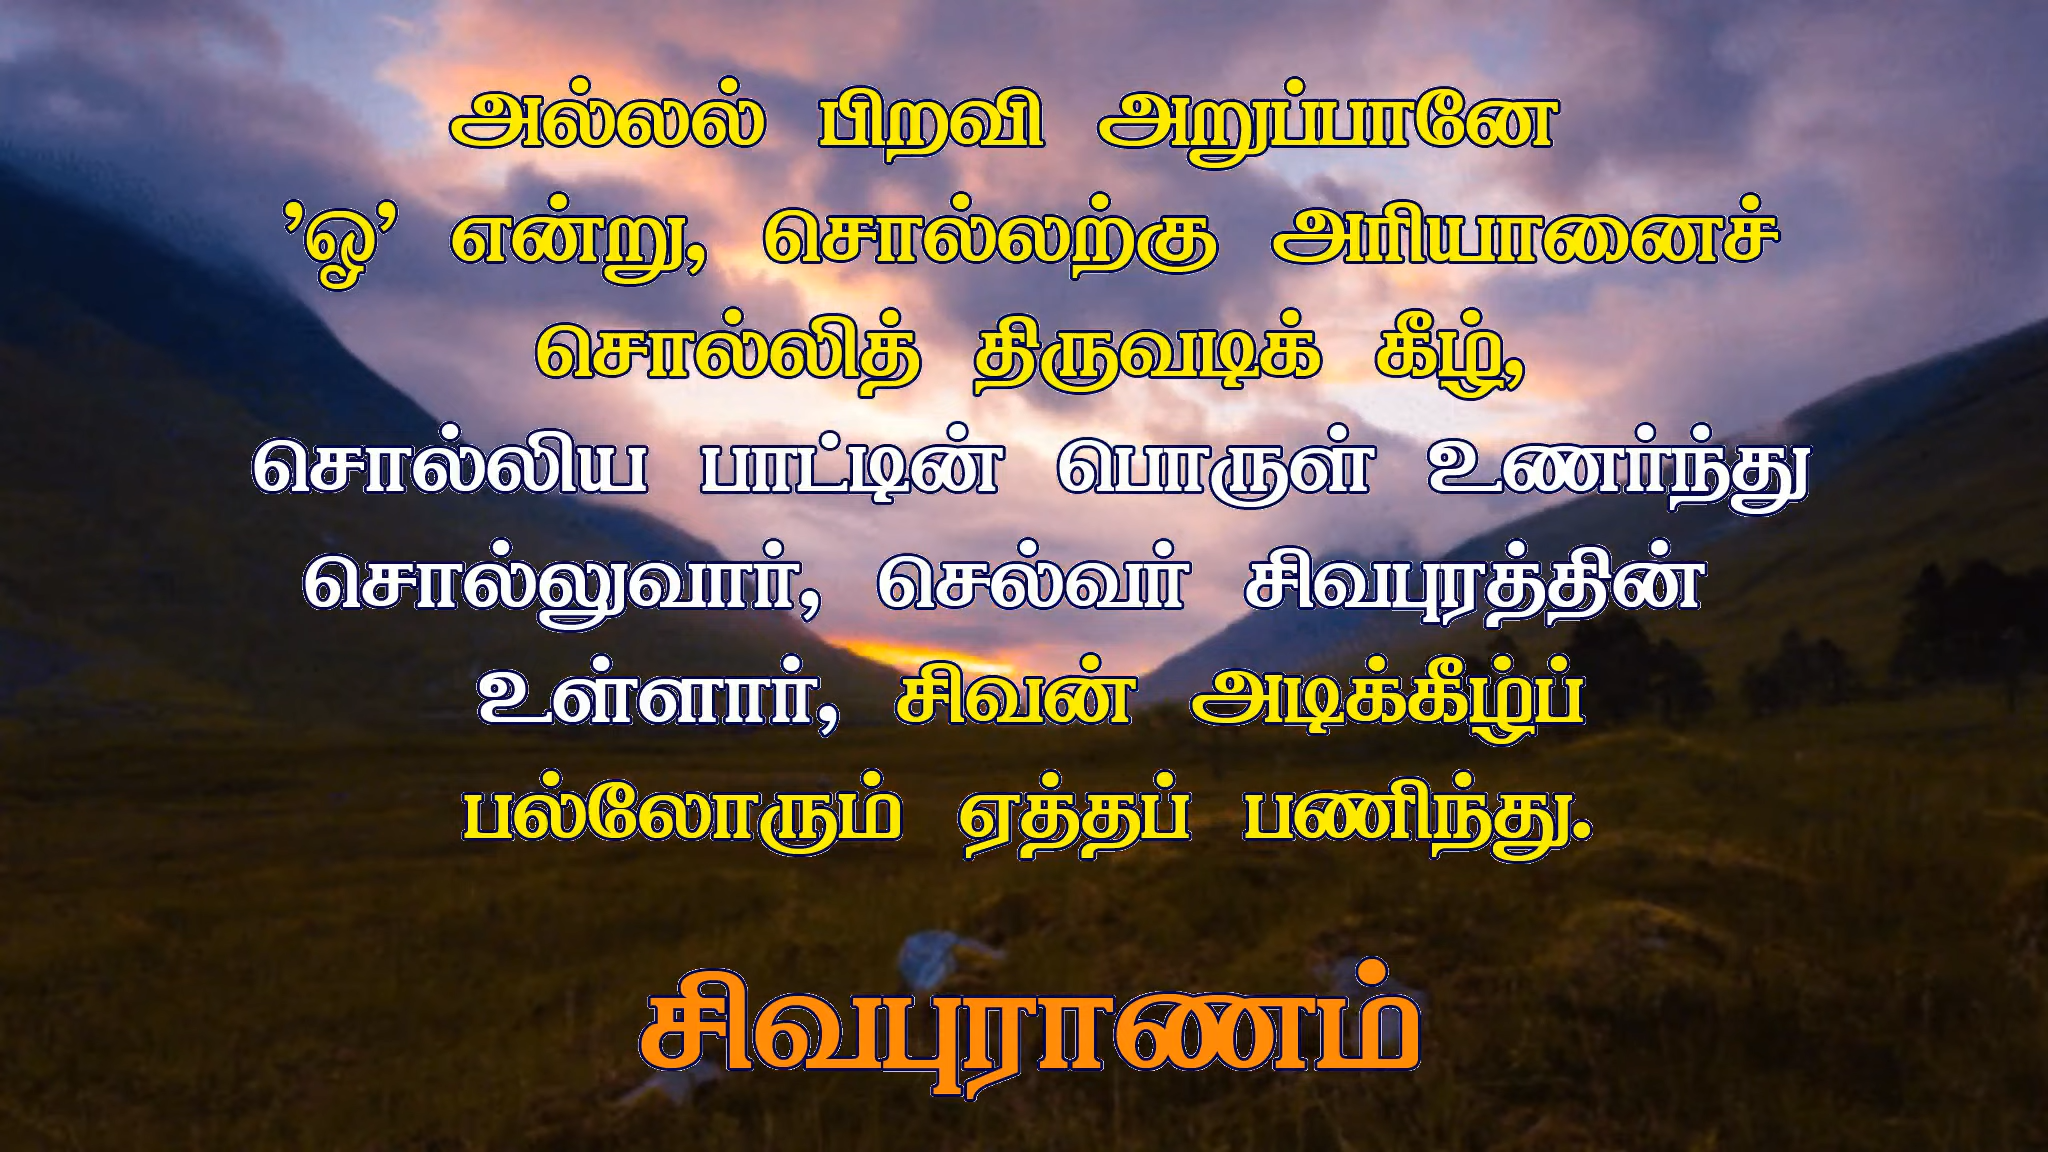 அல்லல் பிறவி அறுப்பானே
'ஓ' என்று, சொல்லற்கு அரியானைச்
சொல்லித் திருவடிக் கீழ்,
சொல்லிய பாட்டின் பொருள் உணர்ந்து
சொல்லுவார், செல்வர் சிவபுரத்தின்
உள்ளார், சிவன் அடிக்கீழ்ப்
பல்லோரும் ஏத்தப் பணிந்து.
சிவபுராணம்